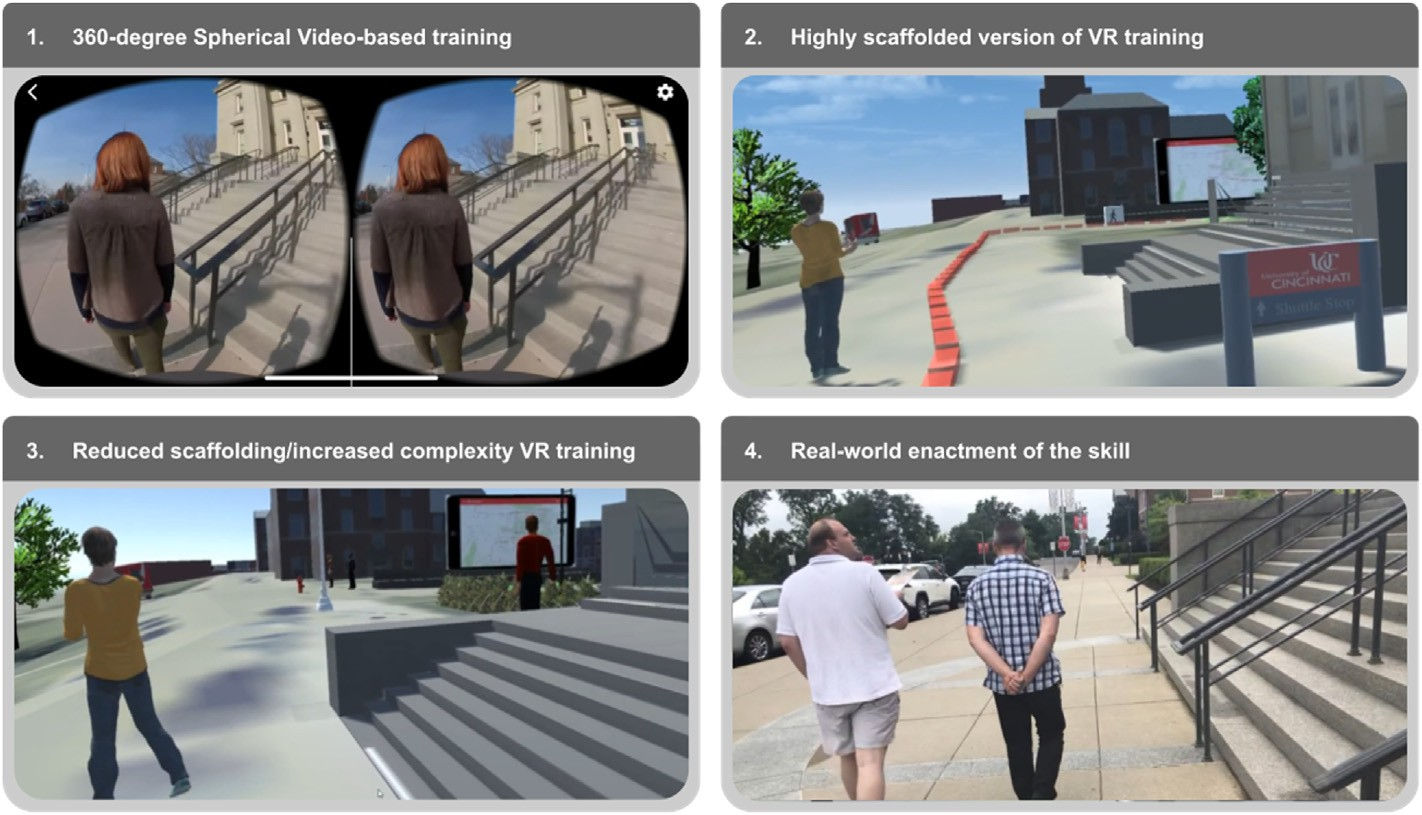 1. 360-degree Spherical Video-based training
2. Highly scaffolded version of VR training
UC
University of
CINCINNATI
Shuttle Stop
3. Reduced scaffolding/increased complexity VR training
4. Real-world enactment of the skill